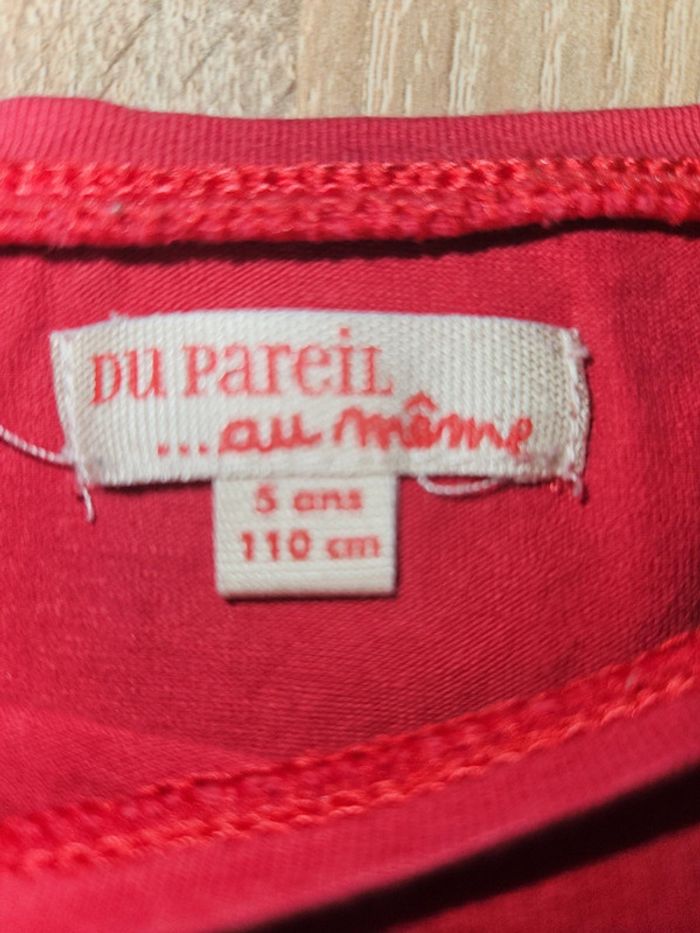 DU PAREIL
...au même
5 ans
110 cm